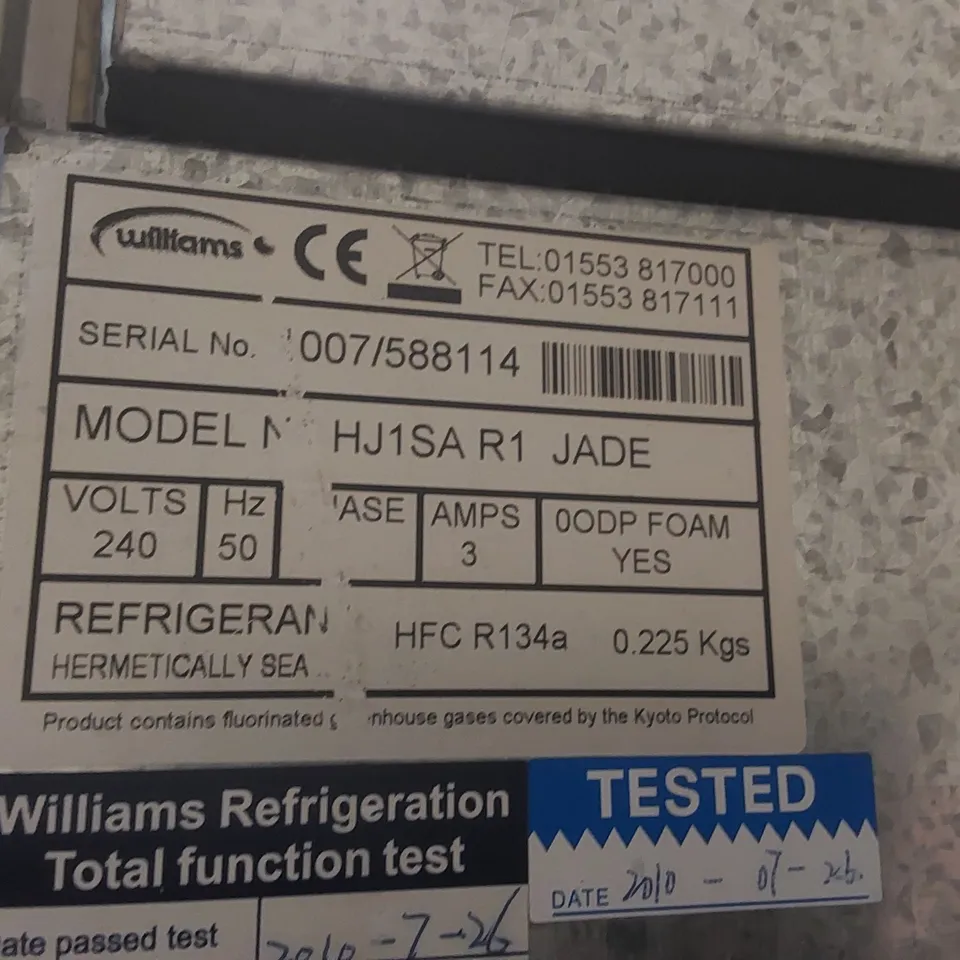 williams CE TEL:01553 817000
FAX:01553 817111
SERIAL No. 1007/588114
MODEL N HJ1SA R1 JADE
VOLTS Hz 'ASE AMPS 0ODP FOAM
240 50 3 YES
REFRIGERAN HFC R134a 0.225 Kgs
HERMETICALLY SEA
Product contains fluorinated g nhouse gases covered by the Kyoto Protocol
Williams Refrigeration
Total function test
TESTED
DATE 2010 - 07 - 26.
ate passed test 2010-7-26